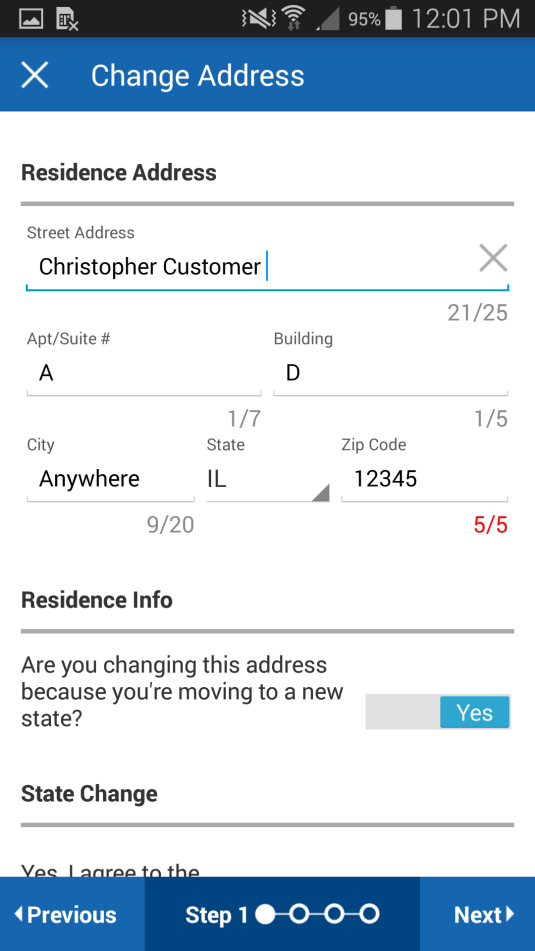 95% 12:01 PM
Change Address
Residence Address
Street Address
Christopher Customer
21/25
Apt/Suite # Building
A D
1/7 1/5
City State Zip Code
Anywhere IL 12345
9/20 5/5
Residence Info
Are you changing this address
because you're moving to a new
state?
Yes
State Change
Yes, I agree to the
Previous Step 1 Next